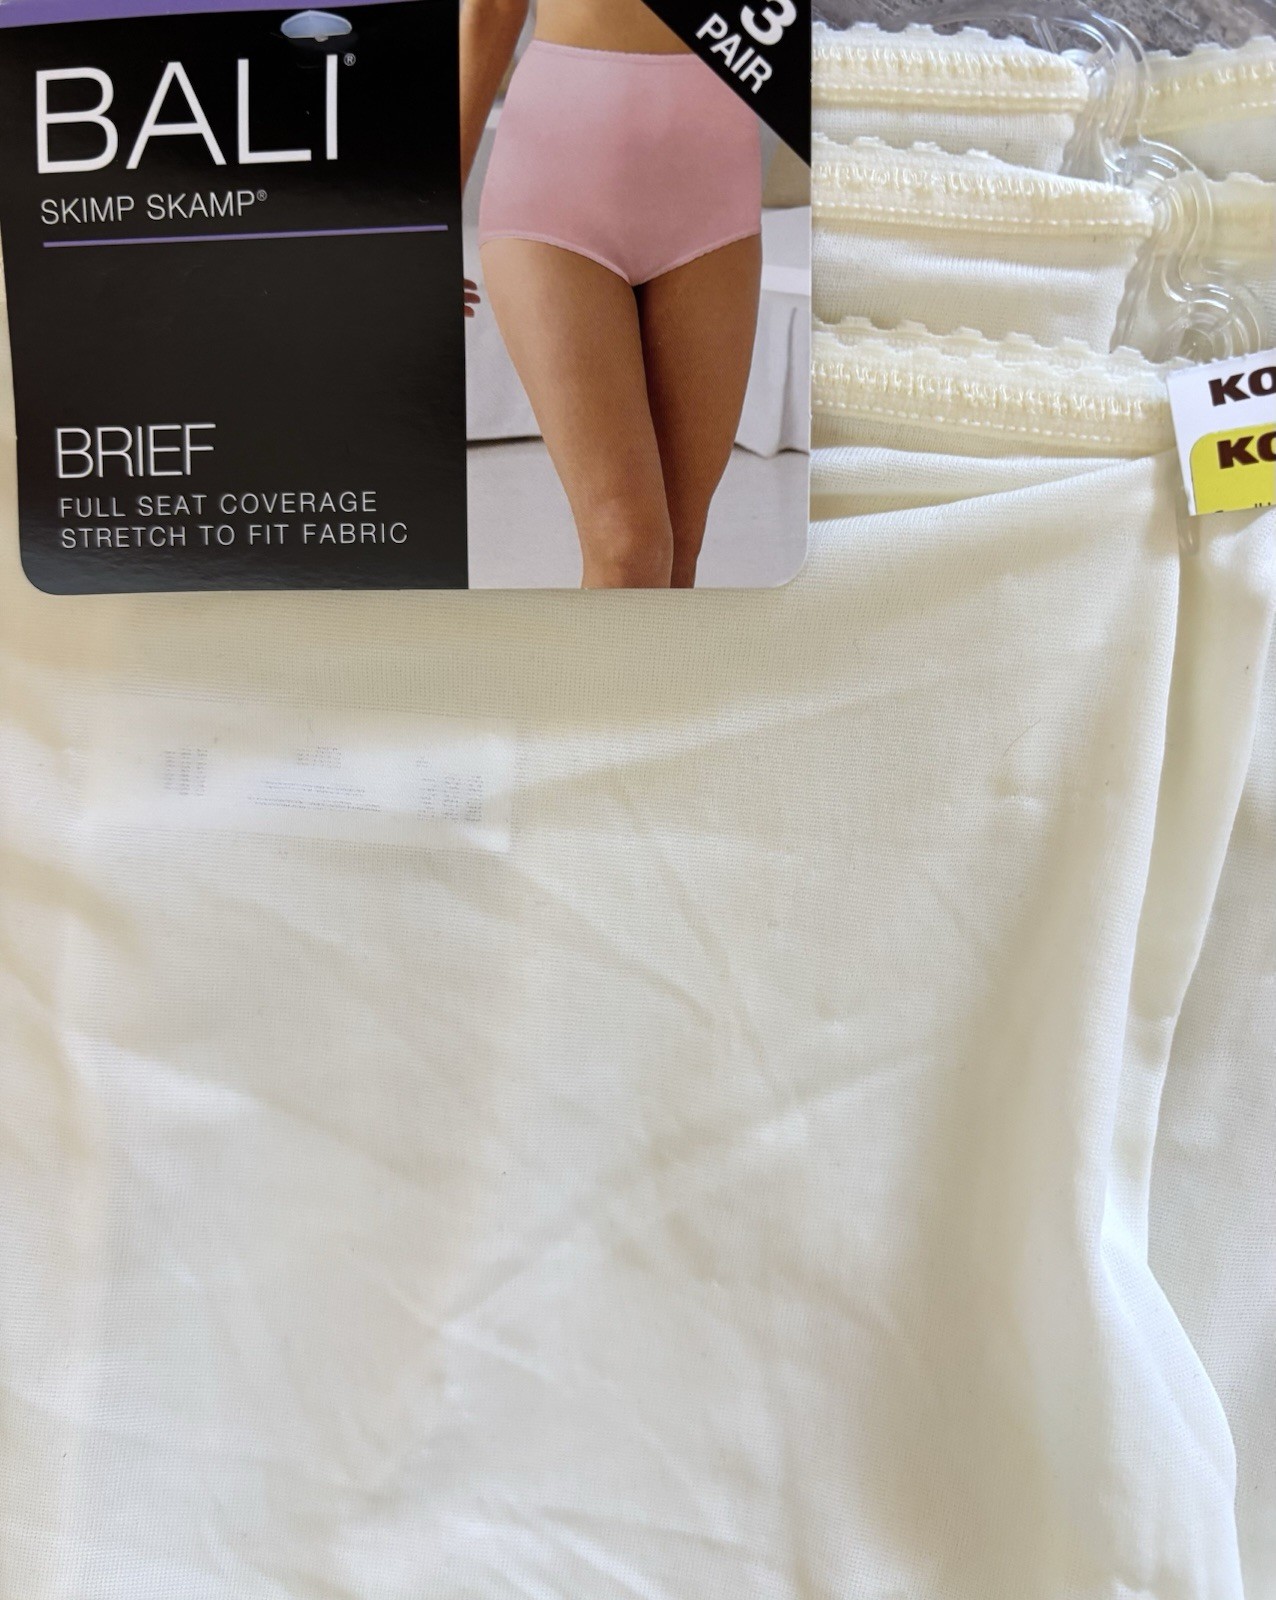 BALI®
SKIMP SKAMP®
3
PAIR
BRIEF
FULL SEAT COVERAGE
STRETCH TO FIT FABRIC
KO
KO